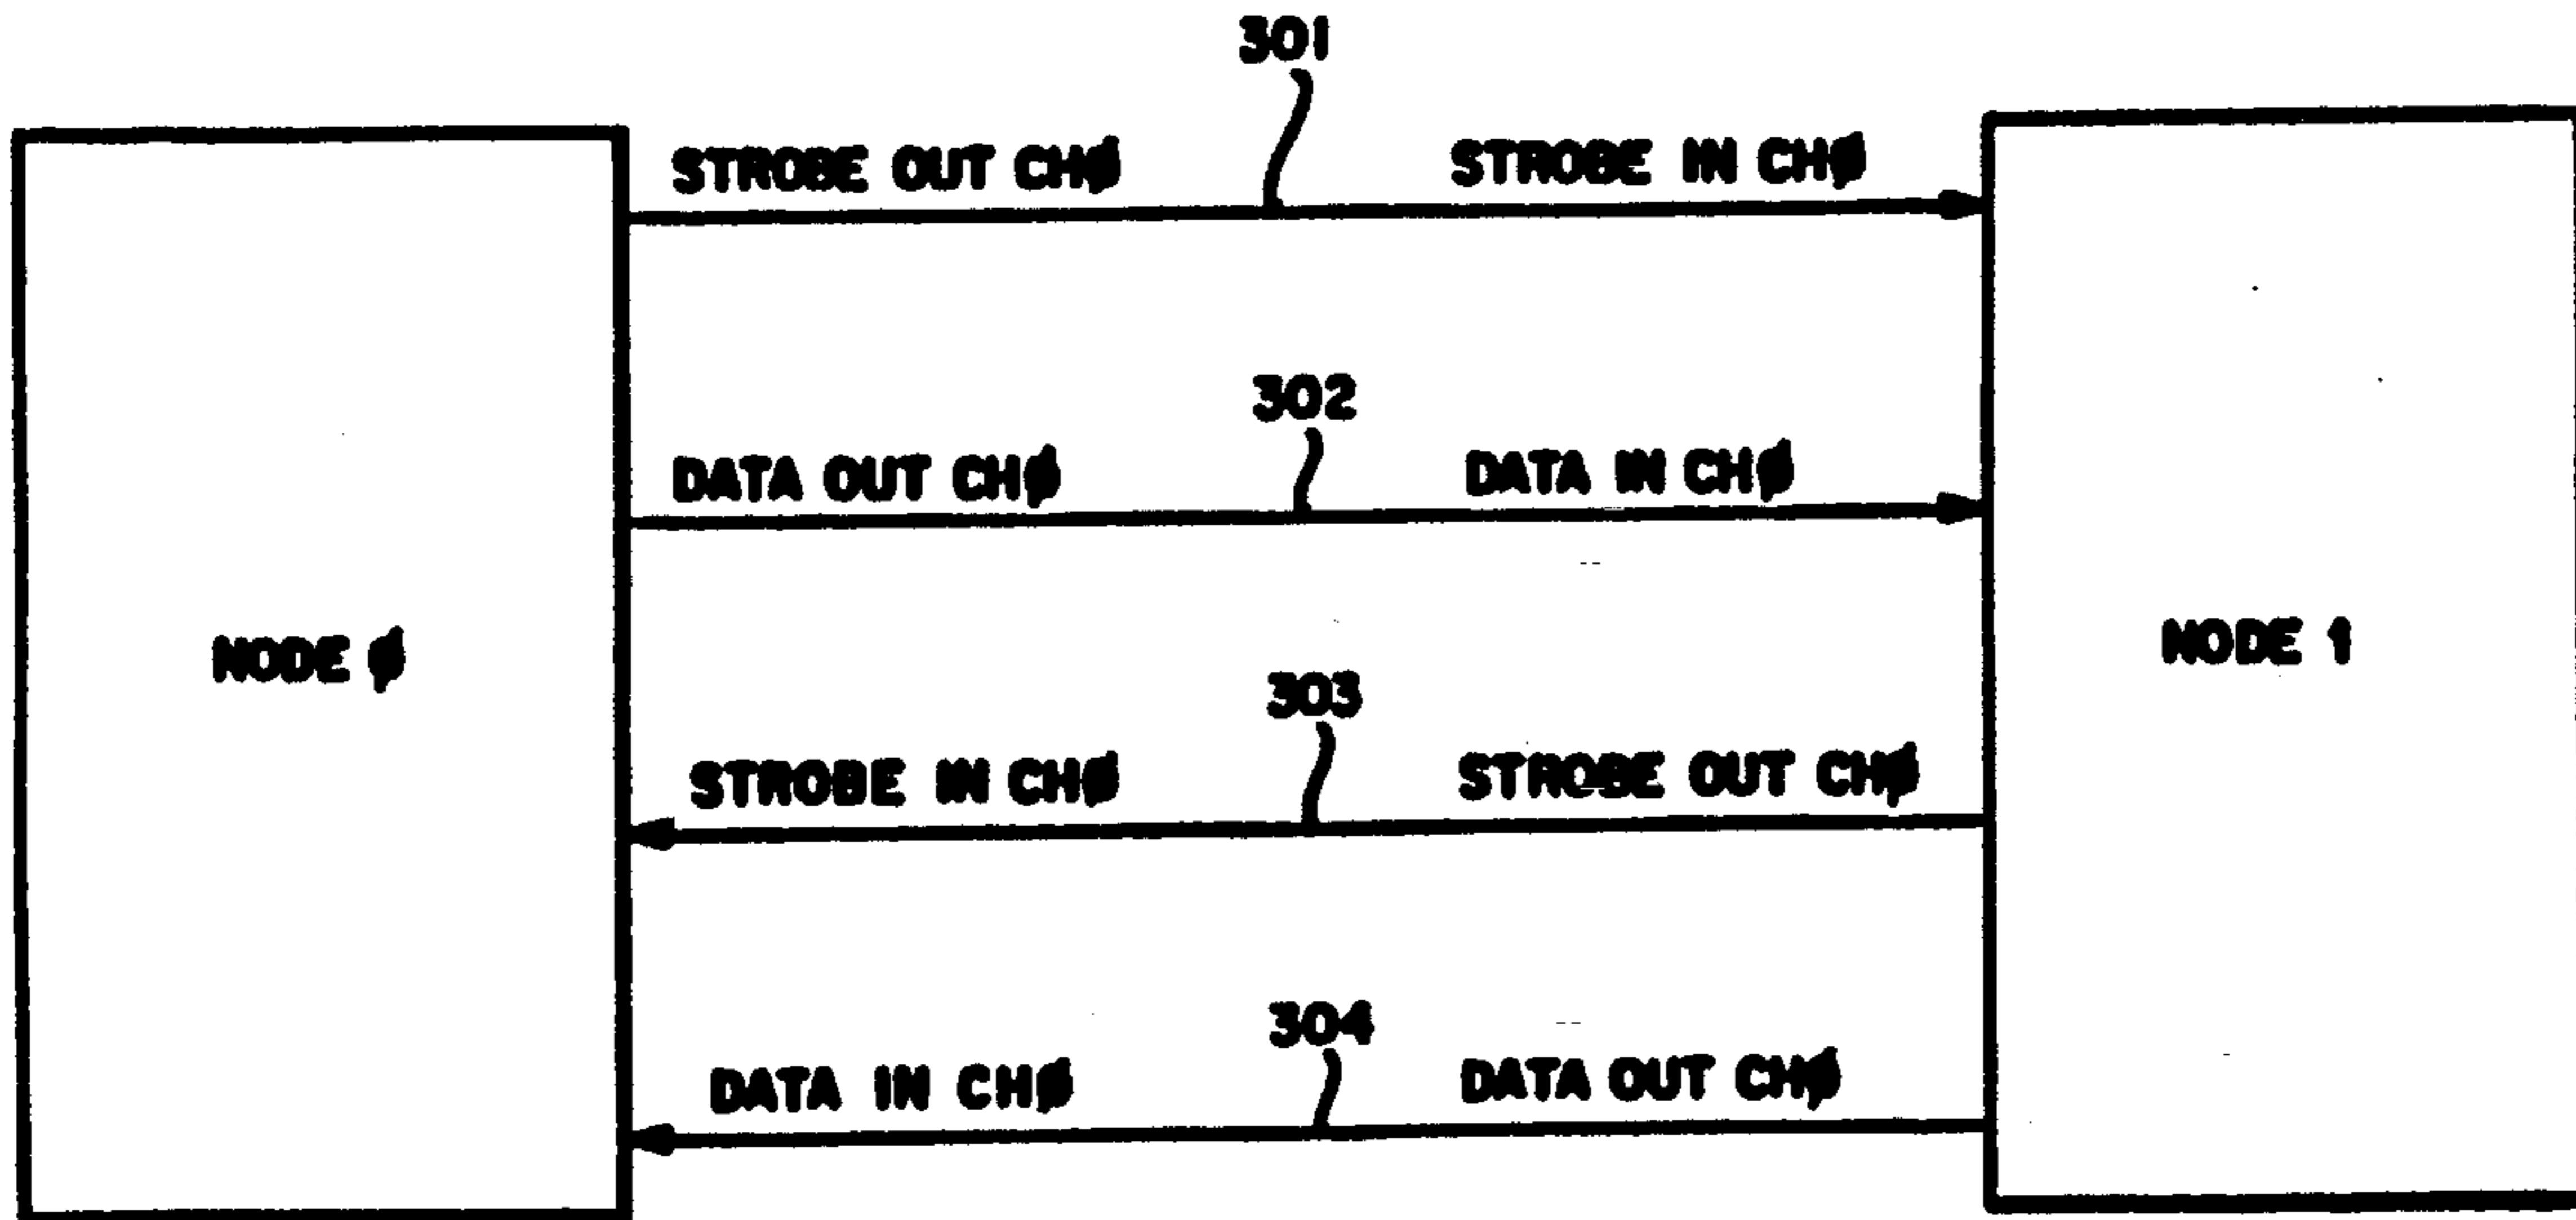 301
STROBE OUT CHØ STROBE IN CHØ
302
DATA OUT CHØ DATA IN CHØ
NODE Ø NODE 1
303
STROBE IN CHØ STROBE OUT CHØ
304
DATA IN CHØ DATA OUT CHØ